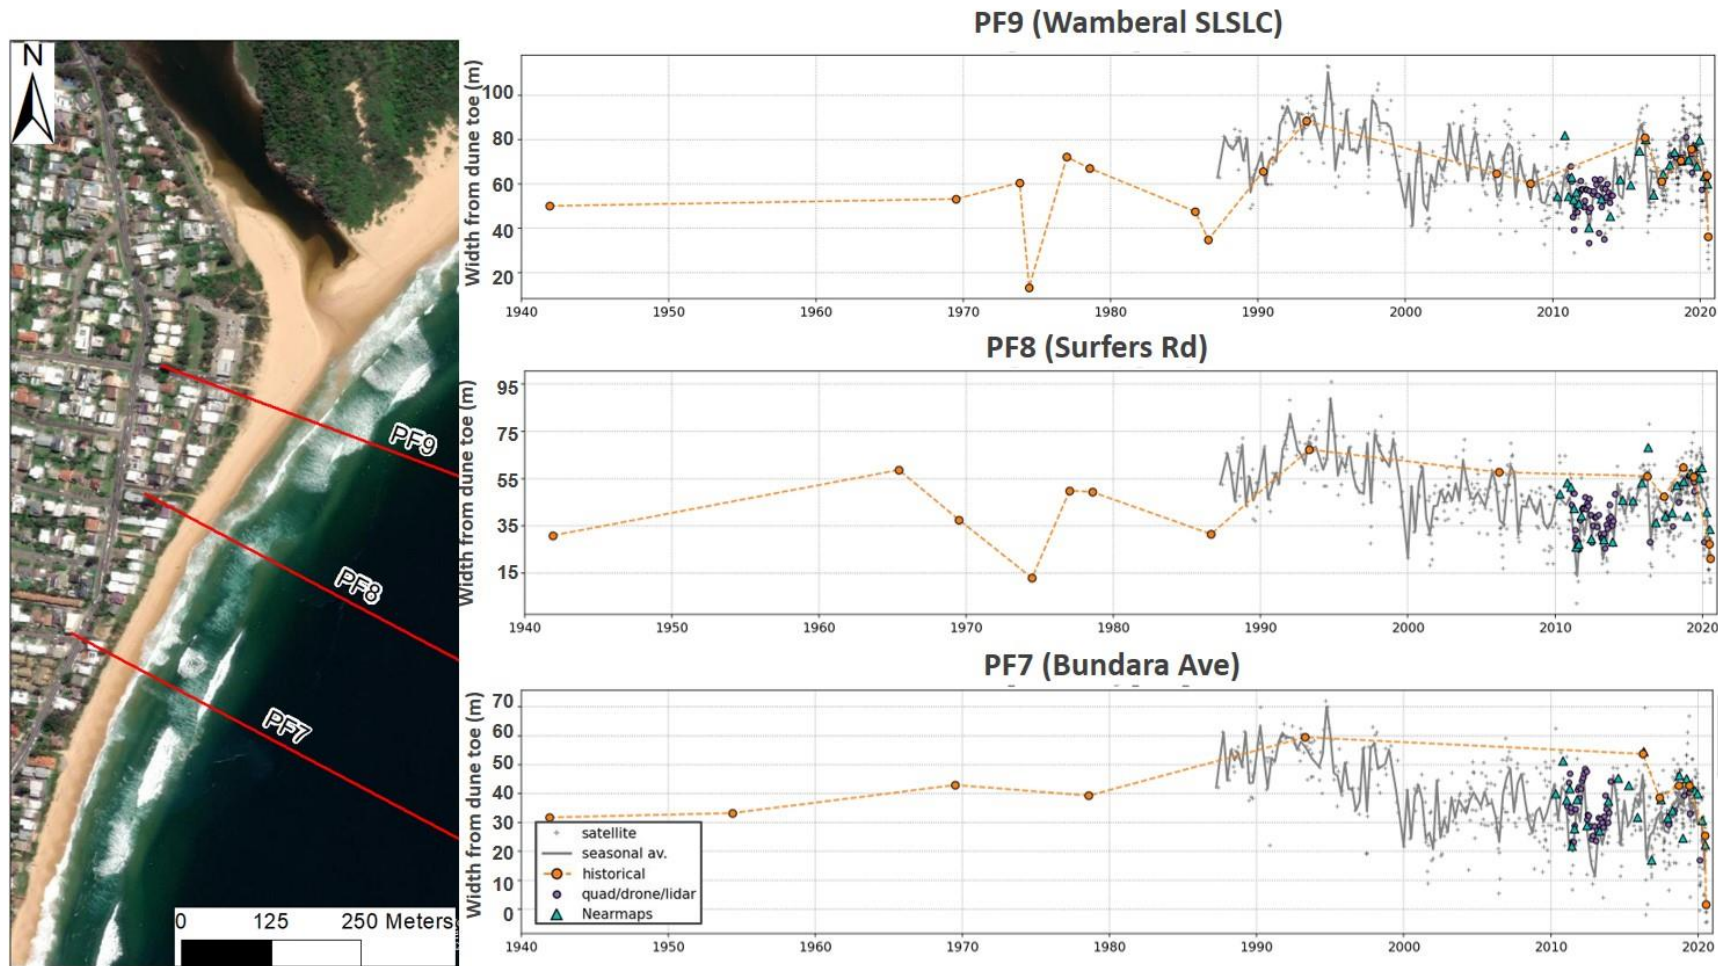 N
PF9
PF8
PF7
0 125 250 Meters
PF9 (Wamberal SLSLC)
Width from dune toe (m)
100
80
60
40
20
1940 1950 1960 1970 1980 1990 2000 2010 2020
PF8 (Surfers Rd)
Width from dune toe (m)
95
75
55
35
15
1940 1950 1960 1970 1980 1990 2000 2010 2020
PF7 (Bundara Ave)
Width from dune toe (m)
70
60
50
40
30
20
10
0
satellite
seasonal av.
historical
quad/drone/lidar
Nearmaps
1940 1950 1960 1970 1980 1990 2000 2010 2020